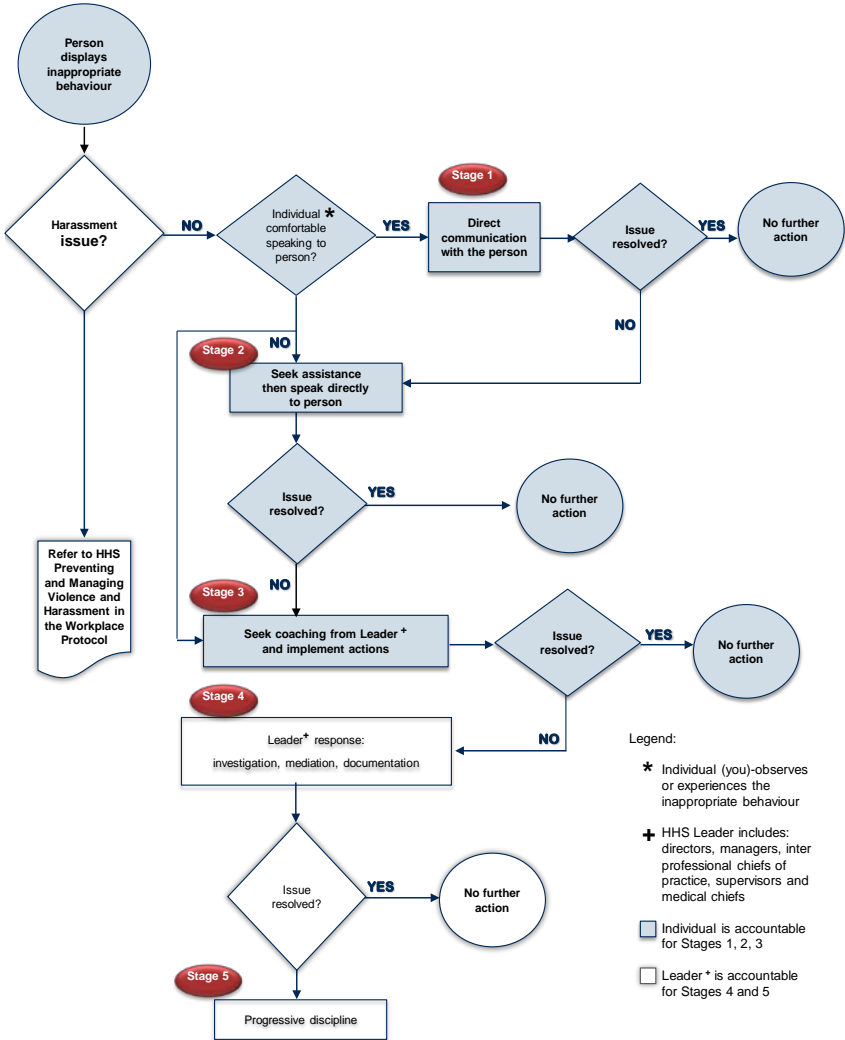 Person
displays
inappropriate
behaviour
Harassment
issue?
NO
Individual *
comfortable
speaking to
person?
YES
Stage 1
Direct
communication
with the person
Issue
resolved?
YES
No further
action
NO
NO
Stage 2
Seek assistance
then speak directly
to person
Issue
resolved?
YES
No further
action
Refer to HHS
Preventing
and Managing
Violence and
Harassment in
the Workplace
Protocol
NO
Stage 3
Seek coaching from Leader +
and implement actions
Issue
resolved?
YES
No further
action
NO
Stage 4
Leader+ response:
investigation, mediation, documentation
Issue
resolved?
YES
No further
action
Stage 5
Progressive discipline
Legend:
* Individual (you)-observes
or experiences the
inappropriate behaviour
+ HHS Leader includes:
directors, managers, inter
professional chiefs of
practice, supervisors and
medical chiefs
Individual is accountable
for Stages 1, 2, 3
Leader + is accountable
for Stages 4 and 5